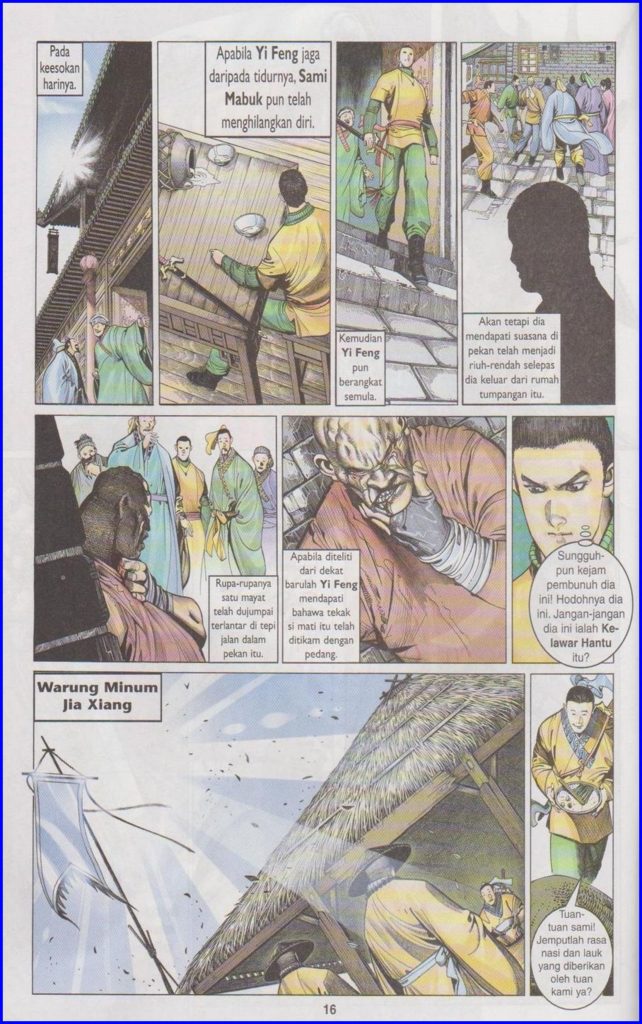 Pada
keesokan
harinya.
Apabila Yi Feng jaga
daripada tidurnya, Sami
Mabuk pun telah
menghilangkan diri.
Kemudian
Yi Feng
pun
berangkat
semula.
Akan tetapi dia
mendapati suasana di
pekan telah menjadi
riuh-rendah selepas
dia keluar dari rumah
tumpangan itu.
Rupa-rupanya
satu mayat
telah dujumpai
terlantar di tepi
jalan dalam
pekan itu.
Apabila diteliti
dari dekat
barulah Yi Feng
mendapati
bahawa tekak
si mati itu telah
ditikam dengan
pedang.
Sungguh-
pun kejam
pembunuh dia
ini! Hodohnya dia
ini. Jangan-jangan
dia ini ialah Ke-
lawar Hantu
itu?
Warung Minum
Jia Xiang
Tuan-
tuan sami!
Jemputlah rasa
nasi dan lauk
yang diberikan
oleh tuan
kami ya?
16